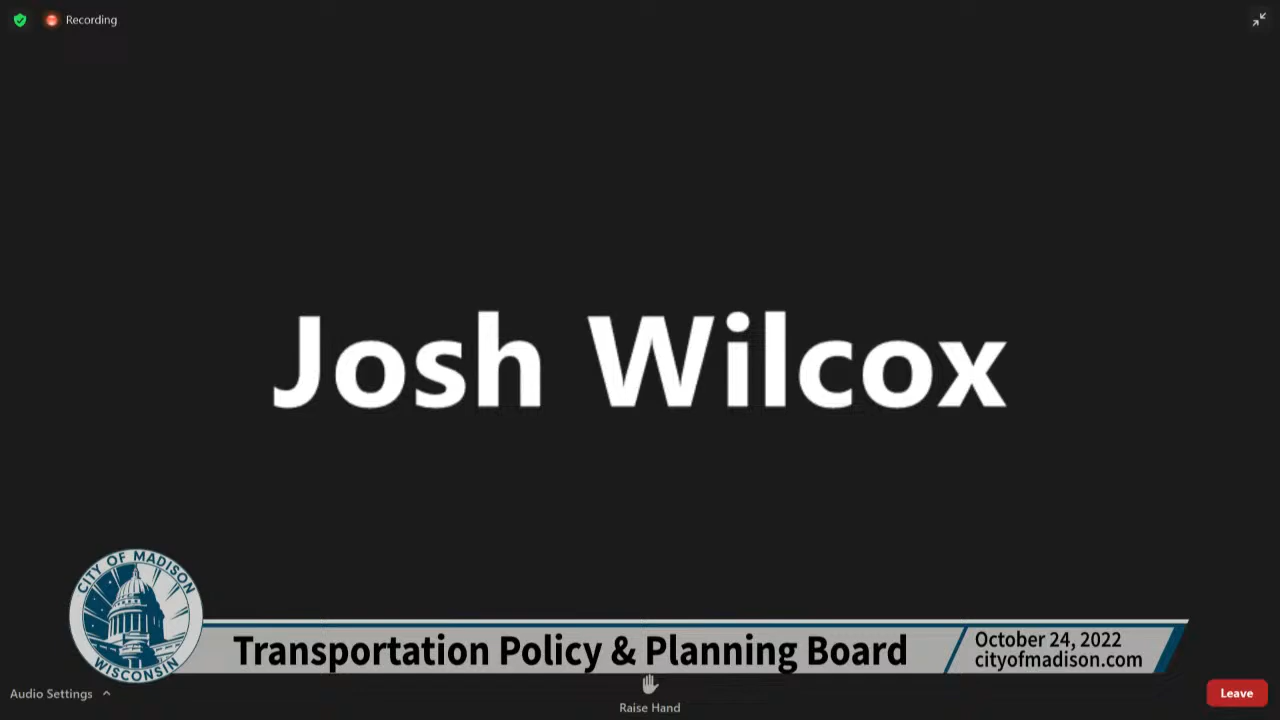 Recording
Josh Wilcox
CITY OF MADISON
WISCONSIN
Transportation Policy & Planning Board
October 24, 2022
cityofmadison.com
Audio Settings
Raise Hand
Leave